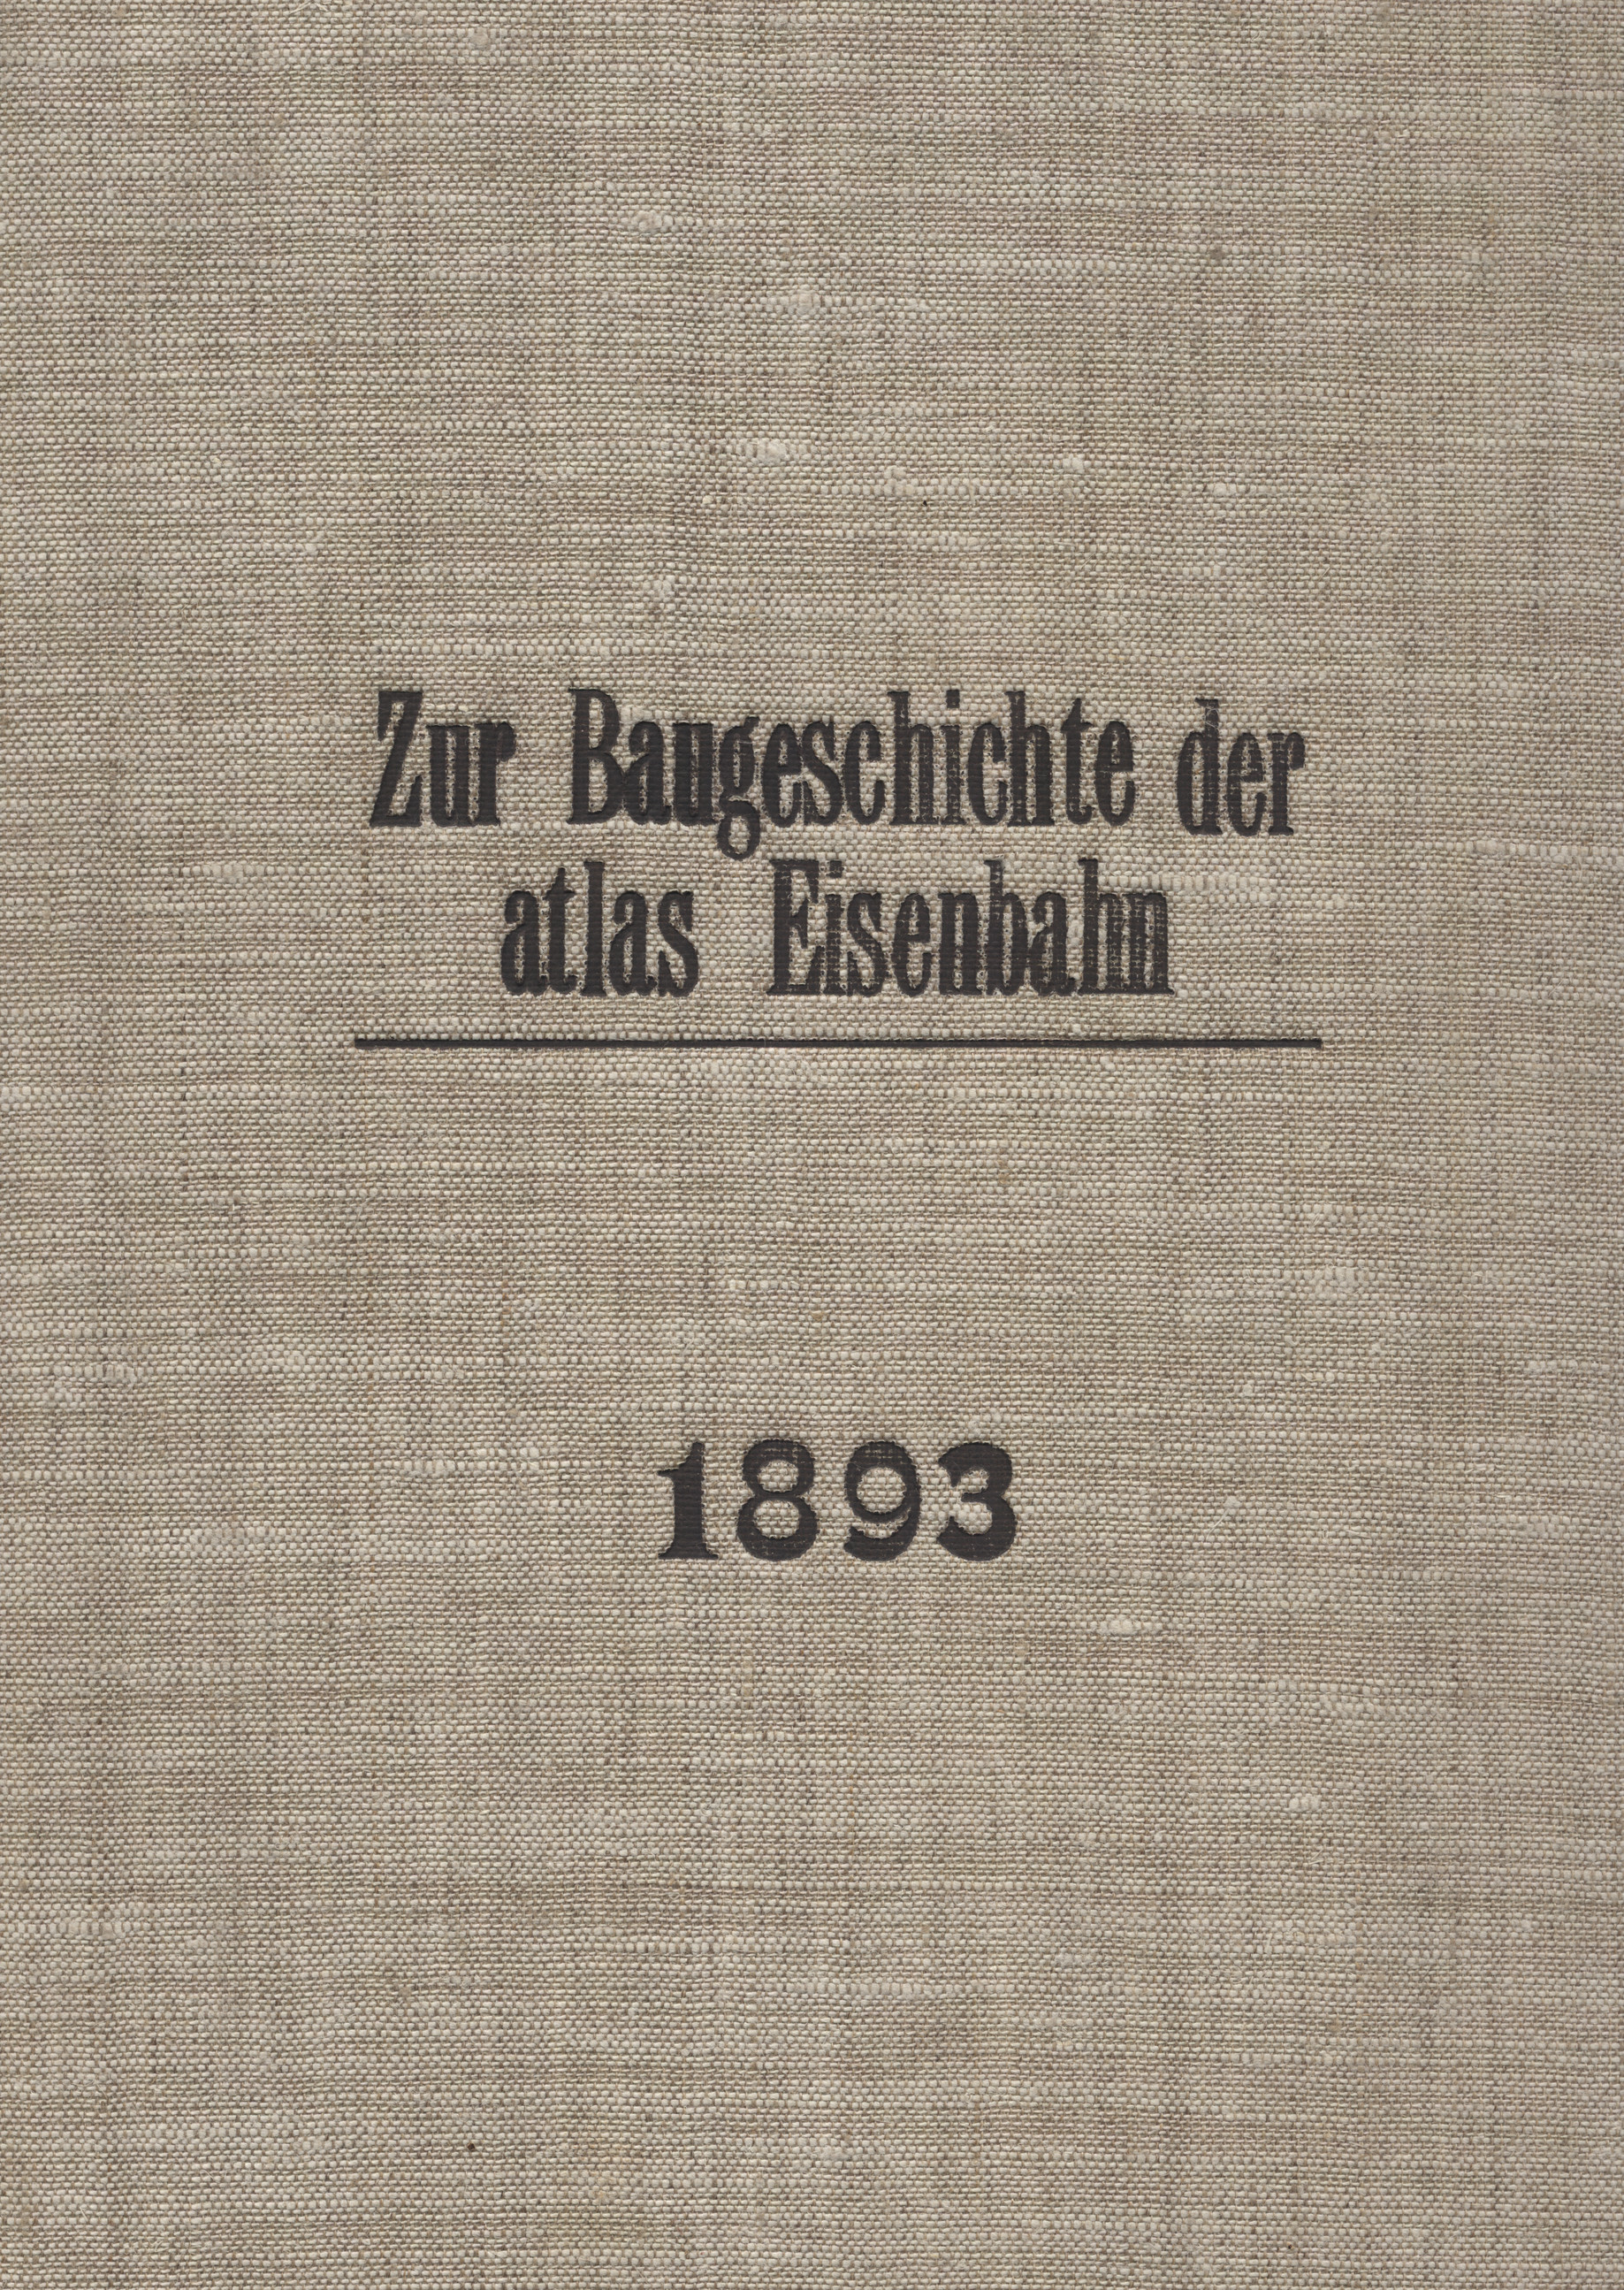 Zur Baugeschichte der
atlas Eisenbahn
1893